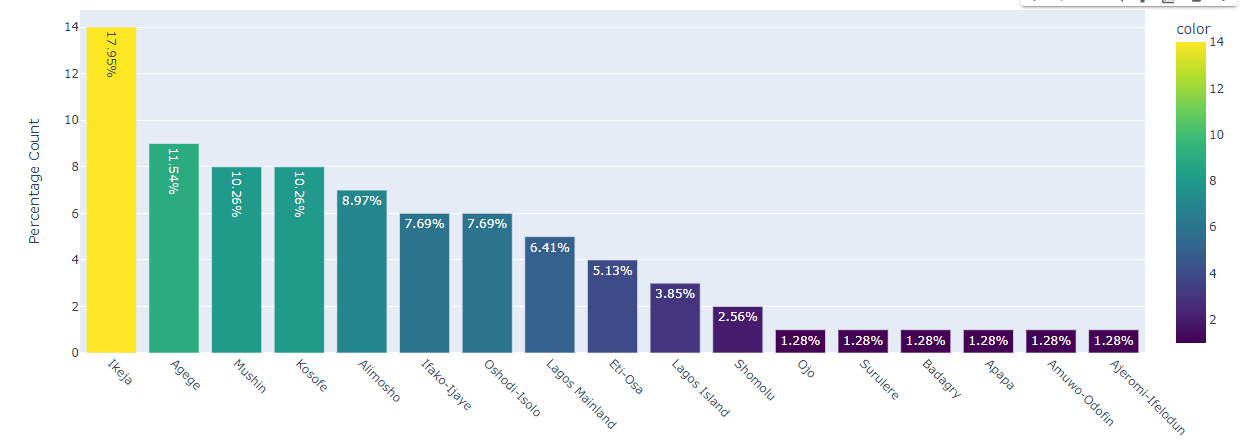 Percentage Count
14
12
10
8
6
4
2
0
17.95%
11.54%
10.26%
10.26%
8.97%
7.69%
7.69%
6.41%
5.13%
3.85%
2.56%
1.28%
1.28%
1.28%
1.28%
1.28%
1.28%
Ikeja
Agege
Mushin
Kosofe
Alimosho
Ifako-Ijaye
Oshodi-Isolo
Lagos Mainland
Eti-Osa
Lagos Island
Shomolu
Ojo
Surulere
Badagry
Apapa
Amuwo-Odofin
Ajeromi-Ifelodun
color
14
12
10
8
6
4
2